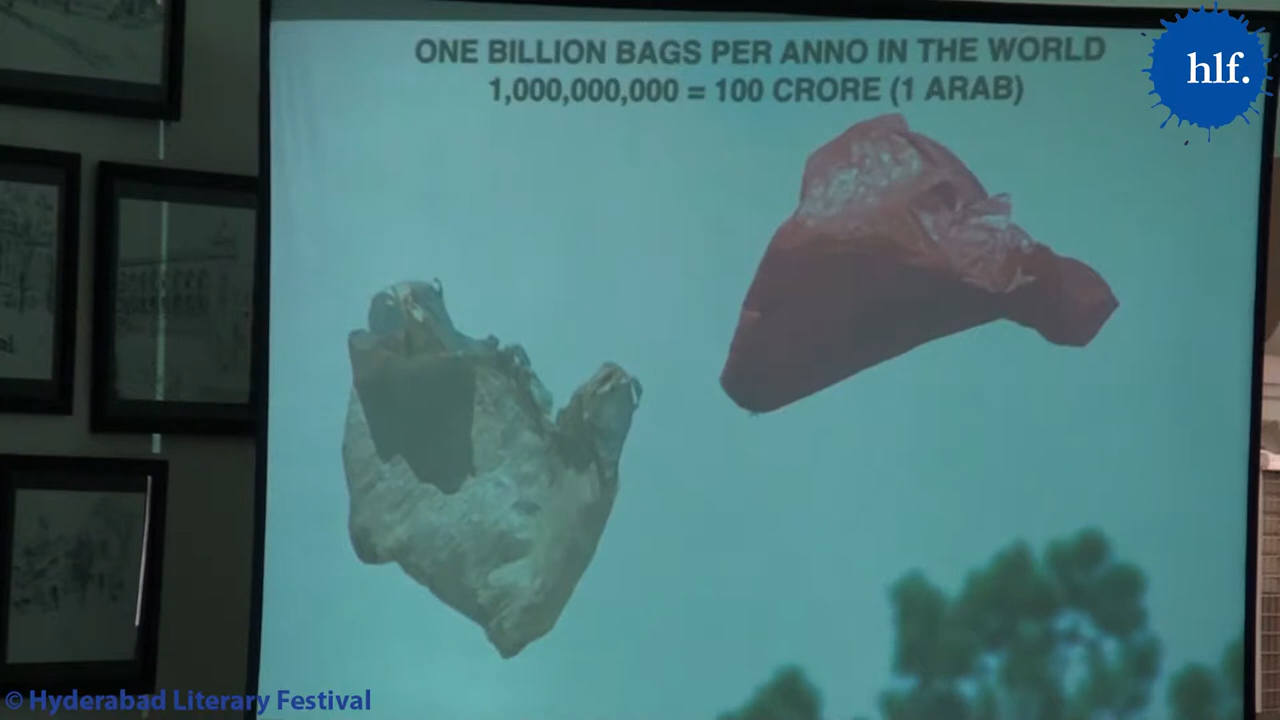 ONE BILLION BAGS PER ANNO IN THE WORLD
1,000,000,000 = 100 CRORE (1 ARAB)
hlf.
© Hyderabad Literary Festival